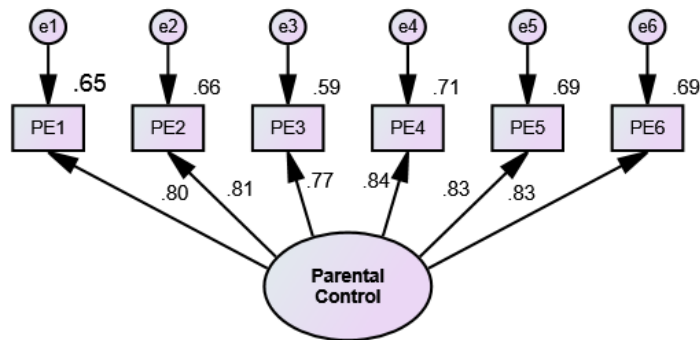 e1 e2 e3 e4 e5 e6
.65 .66 .59 .71 .69 .69
PE1 PE2 PE3 PE4 PE5 PE6
.80 .81 .77 .84 .83 .83
Parental
Control